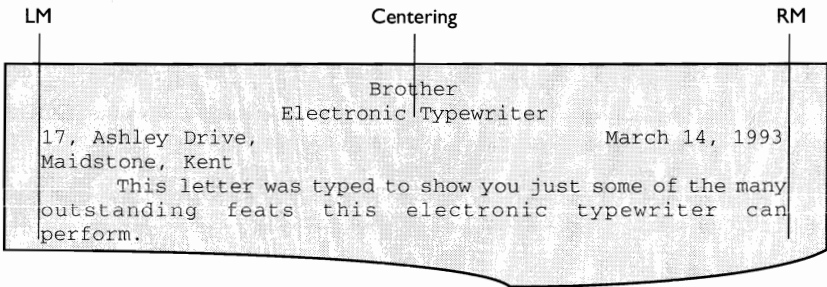 LM Centering RM
Brother
Electronic Typewriter
17, Ashley Drive, March 14, 1993
Maidstone, Kent
This letter was typed to show you just some of the many
outstanding feats this electronic typewriter can
perform.